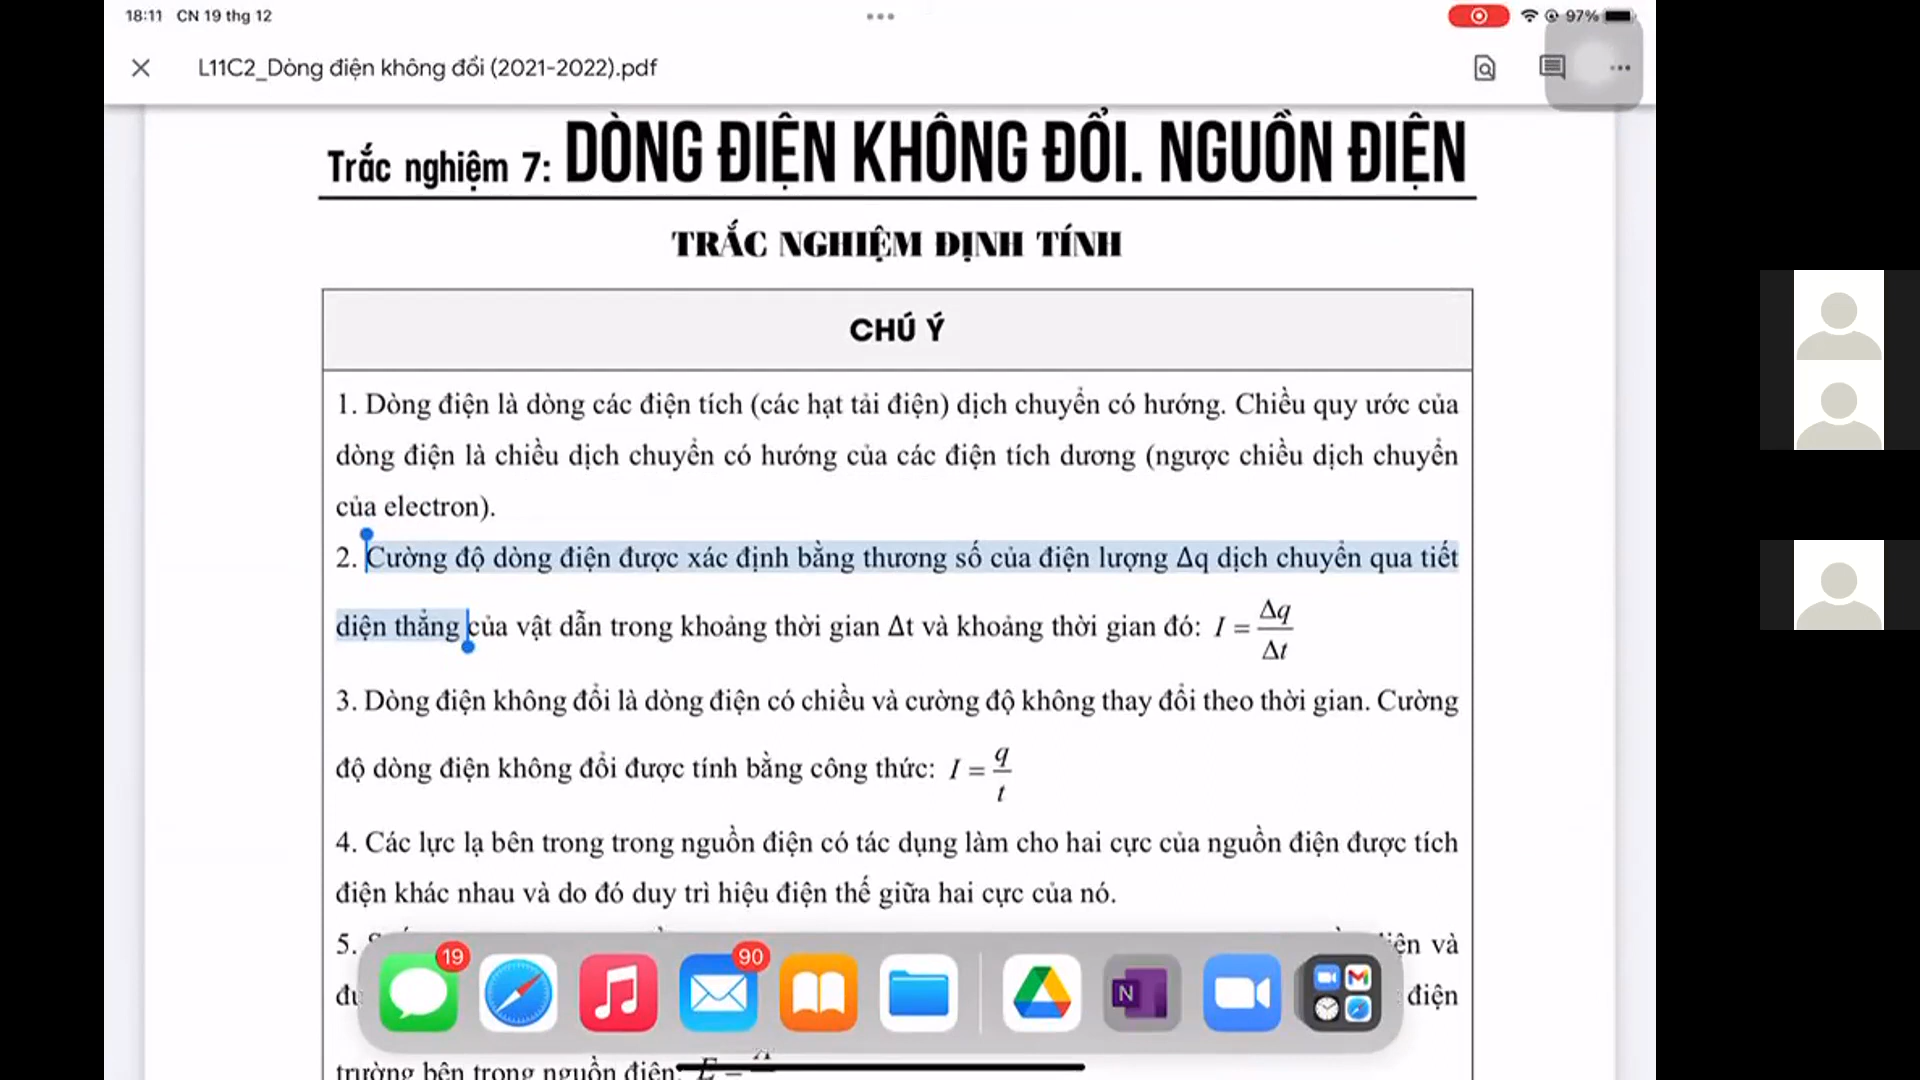 18:11 CN 19 thg 12
97%
L11C2_Dòng điện không đổi (2021-2022).pdf
Trắc nghiệm 7: DÒNG ĐIỆN KHÔNG ĐỔI. NGUỒN ĐIỆN
TRẮC NGHIỆM ĐỊNH TÍNH
CHÚ Ý
1. Dòng điện là dòng các điện tích (các hạt tải điện) dịch chuyển có hướng. Chiều quy ước của
dòng điện là chiều dịch chuyển có hướng của các điện tích dương (ngược chiều dịch chuyển
của electron).
2. Cường độ dòng điện được xác định bằng thương số của điện lượng Δq dịch chuyển qua tiết
diện thẳng của vật dẫn trong khoảng thời gian Δt và khoảng thời gian đó: I = Δq/Δt
3. Dòng điện không đổi là dòng điện có chiều và cường độ không thay đổi theo thời gian. Cường
độ dòng điện không đổi được tính bằng công thức: I = q/t
4. Các lực lạ bên trong trong nguồn điện có tác dụng làm cho hai cực của nguồn điện được tích
điện khác nhau và do đó duy trì hiệu điện thế giữa hai cực của nó.
5. và
điện
19
90
N
trường bên trong nguồn điện: E =